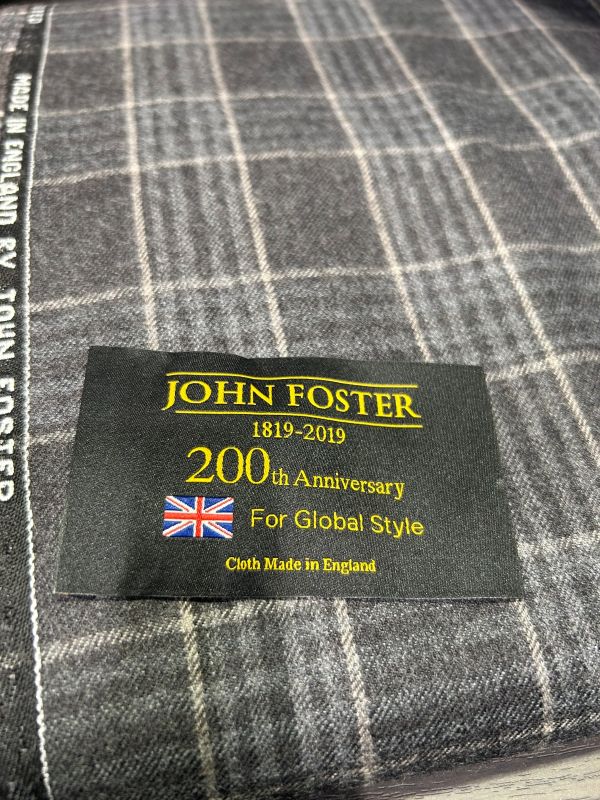 MADE IN ENGLAND BY JOHN FOSTER
JOHN FOSTER
1819-2019
200th Anniversary
For Global Style
Cloth Made in England